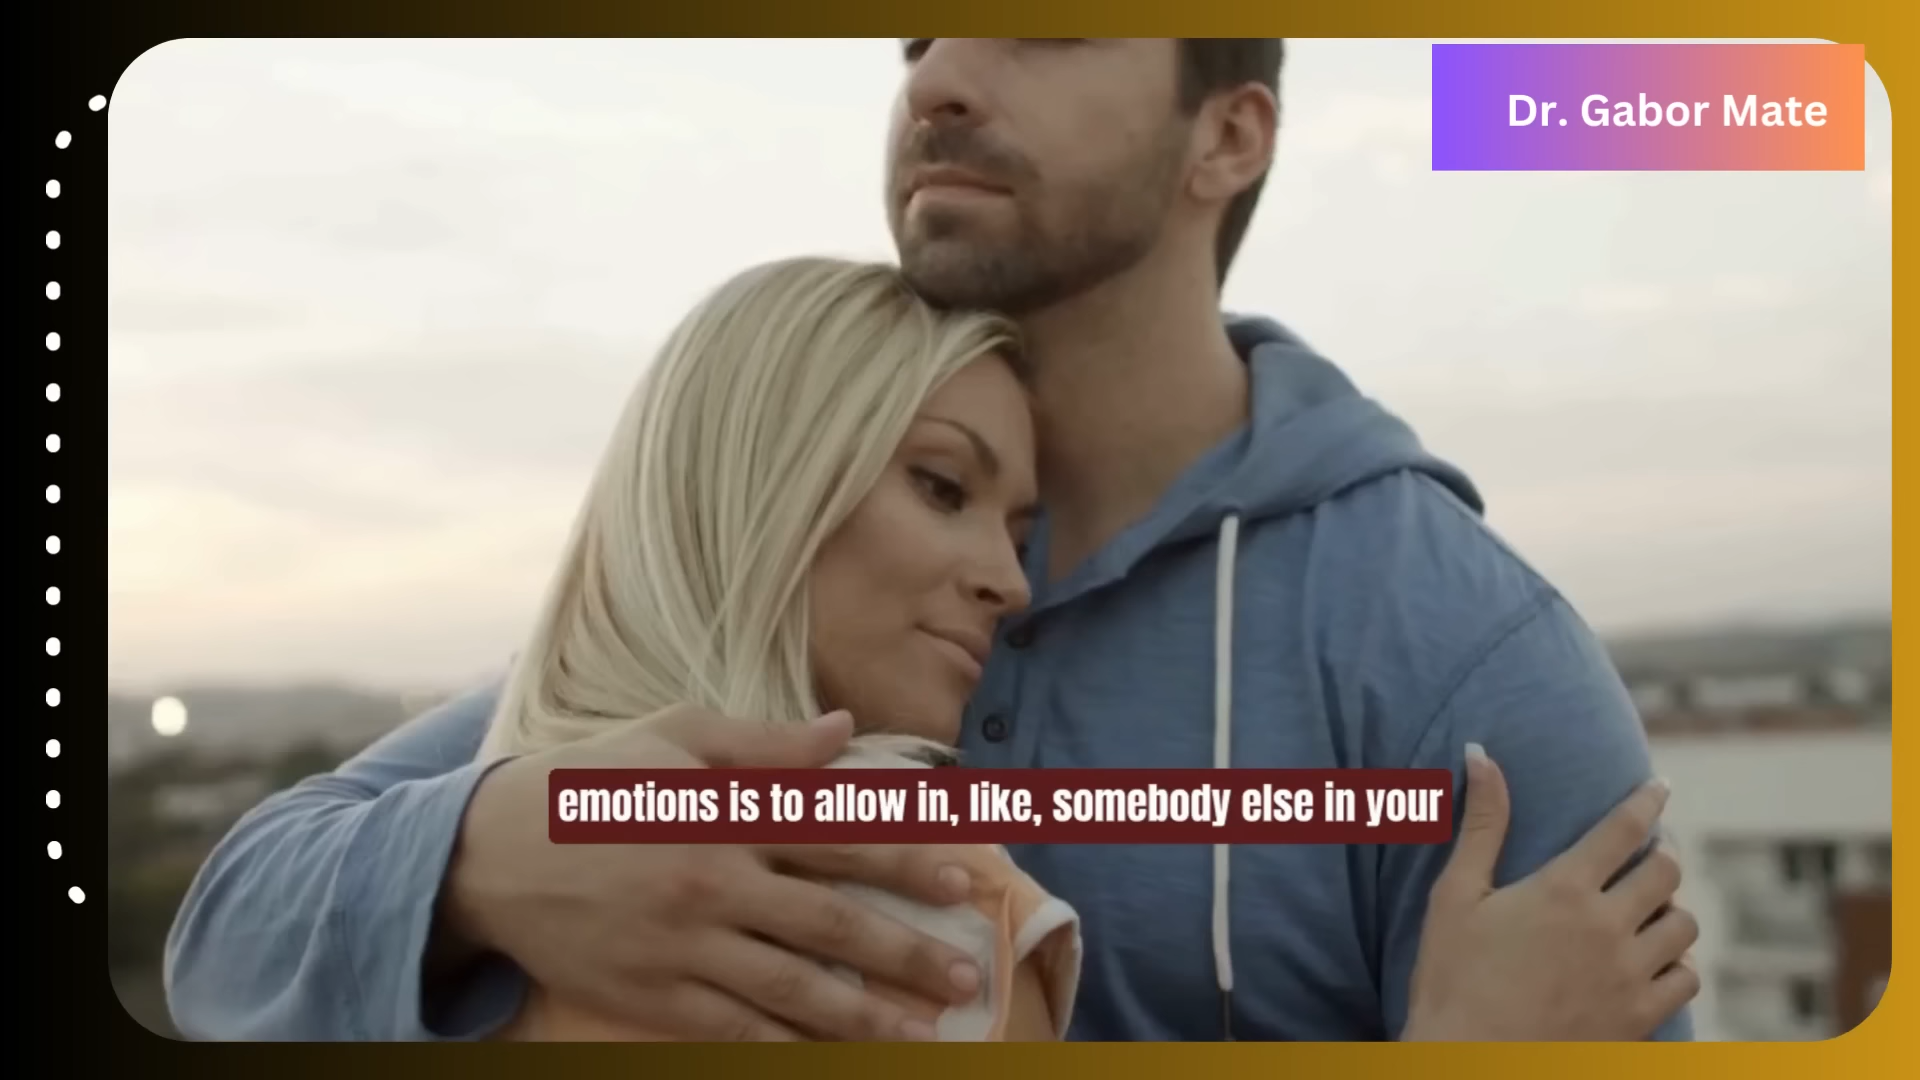 Dr. Gabor Mate
emotions is to allow in, like, somebody else in your